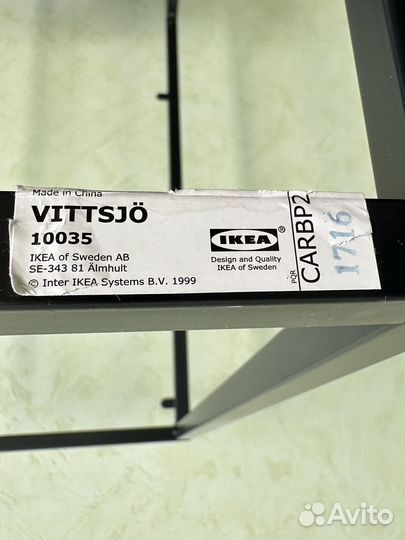 Made in China
VITTSJÖ
10035
IKEA of Sweden AB
SE-343 81 Älmhult
© Inter IKEA Systems B.V. 1999
IKEA
Design and Quality
IKEA of Sweden
PQR
CARBP2
1716
Avito